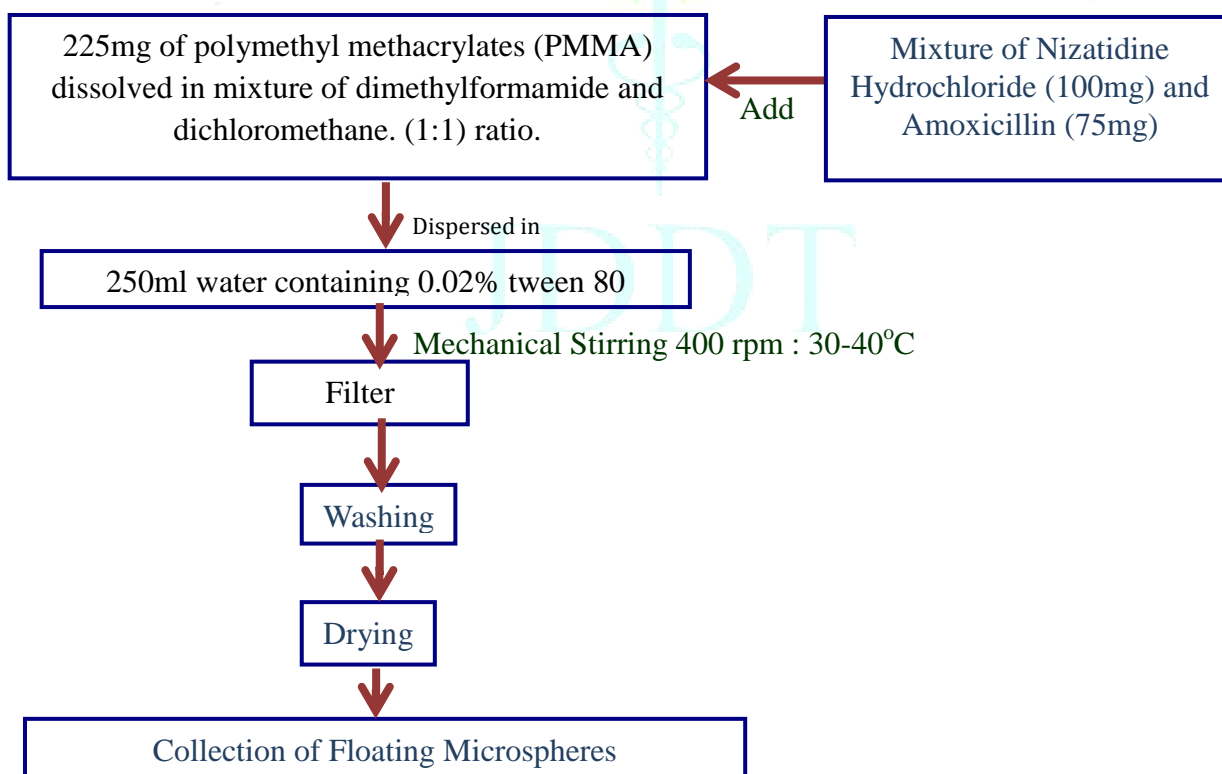 225mg of polymethyl methacrylates (PMMA)
dissolved in mixture of dimethylformamide and
dichloromethane. (1:1) ratio.
Add
Mixture of Nizatidine
Hydrochloride (100mg) and
Amoxicillin (75mg)
Dispersed in
250ml water containing 0.02% tween 80
JDDT
Mechanical Stirring 400 rpm : 30-40°C
Filter
Washing
Drying
Collection of Floating Microspheres